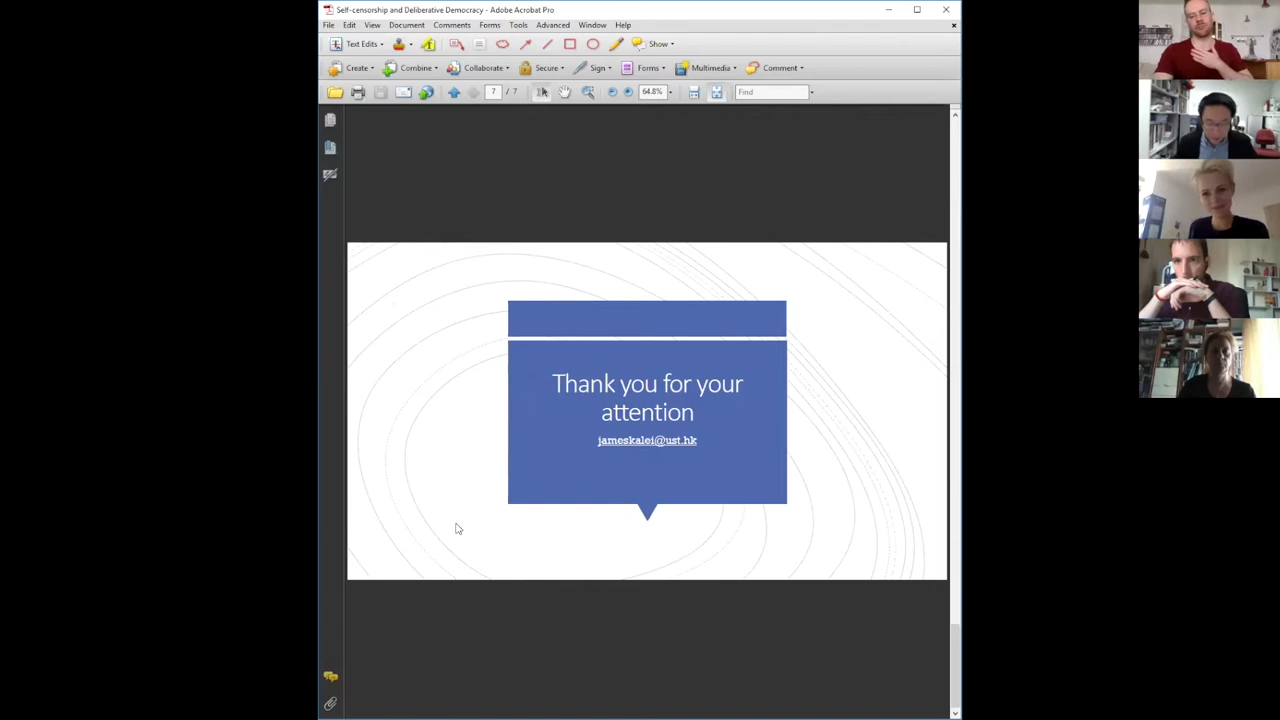 Self-censorship and Deliberative Democracy - Adobe Acrobat Pro
File Edit View Document Comments Forms Tools Advanced Window Help
Text Edits Show
Create Combine Collaborate Secure Sign Forms Multimedia Comment
7 / 7 64.8% Find
Thank you for your
attention
jameskalei@ust.hk